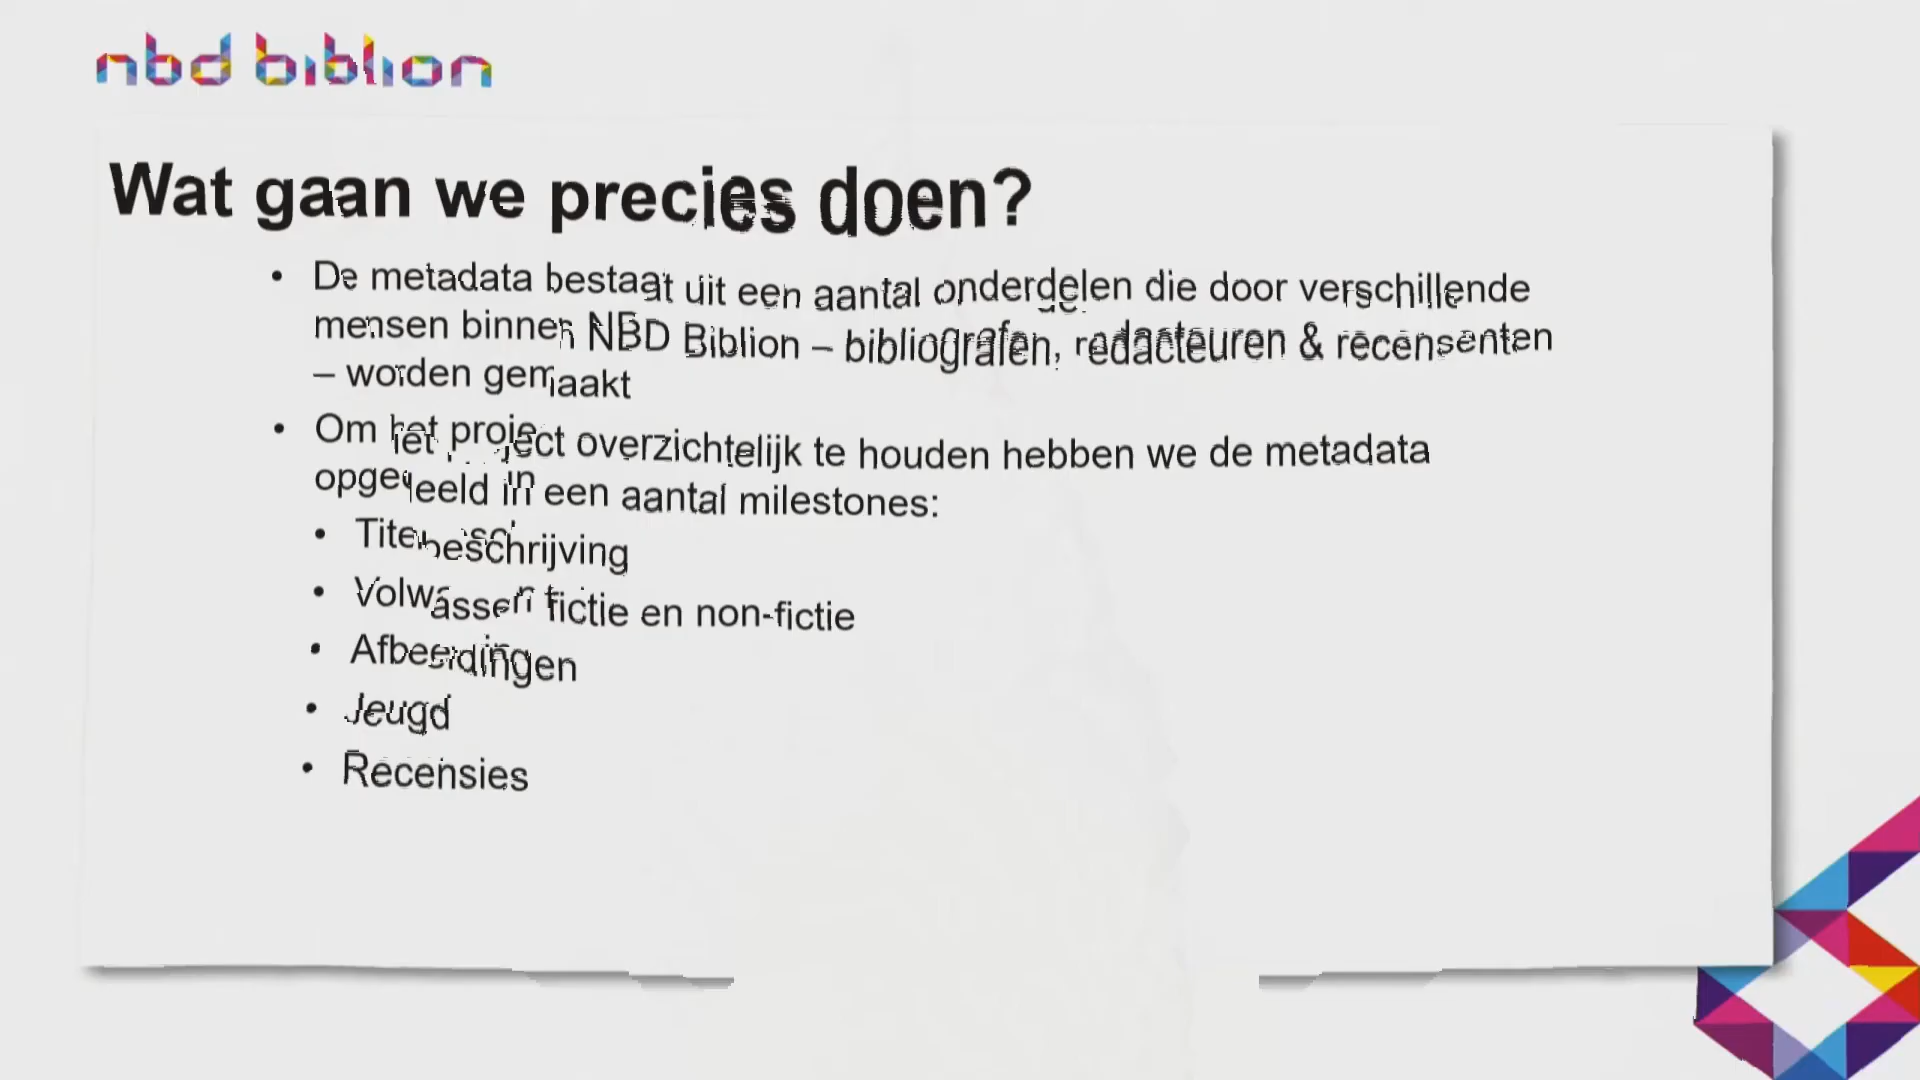 nbd biblion
Wat gaan we precies doen?
• De metadata bestaat uit een aantal onderdelen die door verschillende
mensen binnen NBD Biblion – bibliografen, redacteuren & recensenten
– worden gemaakt
• Om het project overzichtelijk te houden hebben we de metadata
opgedeeld in een aantal milestones:
• Titelbeschrijving
• Volwassen fictie en non-fictie
• Afbeeldingen
• Jeugd
• Recensies